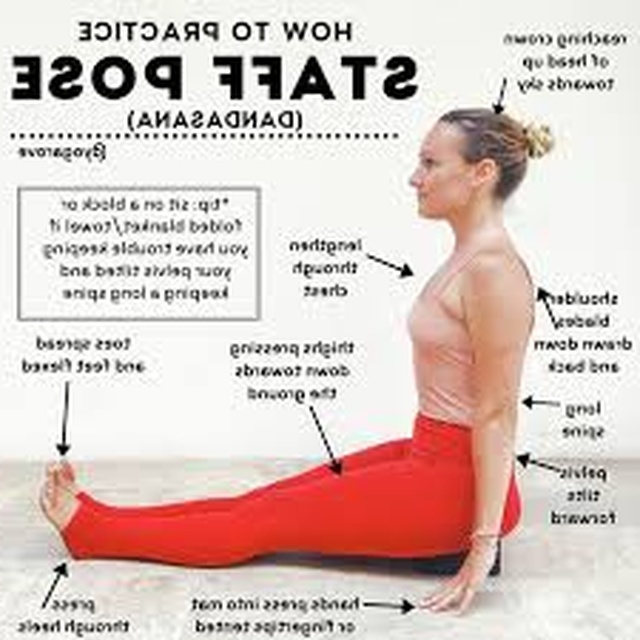 HOW TO PRACTICE
STAFF POSE
(DANDASANA)
@yogarove
reaching crown
of head up
towards sky
*tip: sit on a block or
folded blanket/towel if
you have trouble keeping
your pelvis tilted and
keeping a long spine
lengthen
through
chest
shoulder
blades
drawn down
and back
toes spread
and feet flexed
thighs pressing
down towards
the ground
long
spine
pelvis
tilts
forward
press
through heels
hands press into mat
or fingertips tented